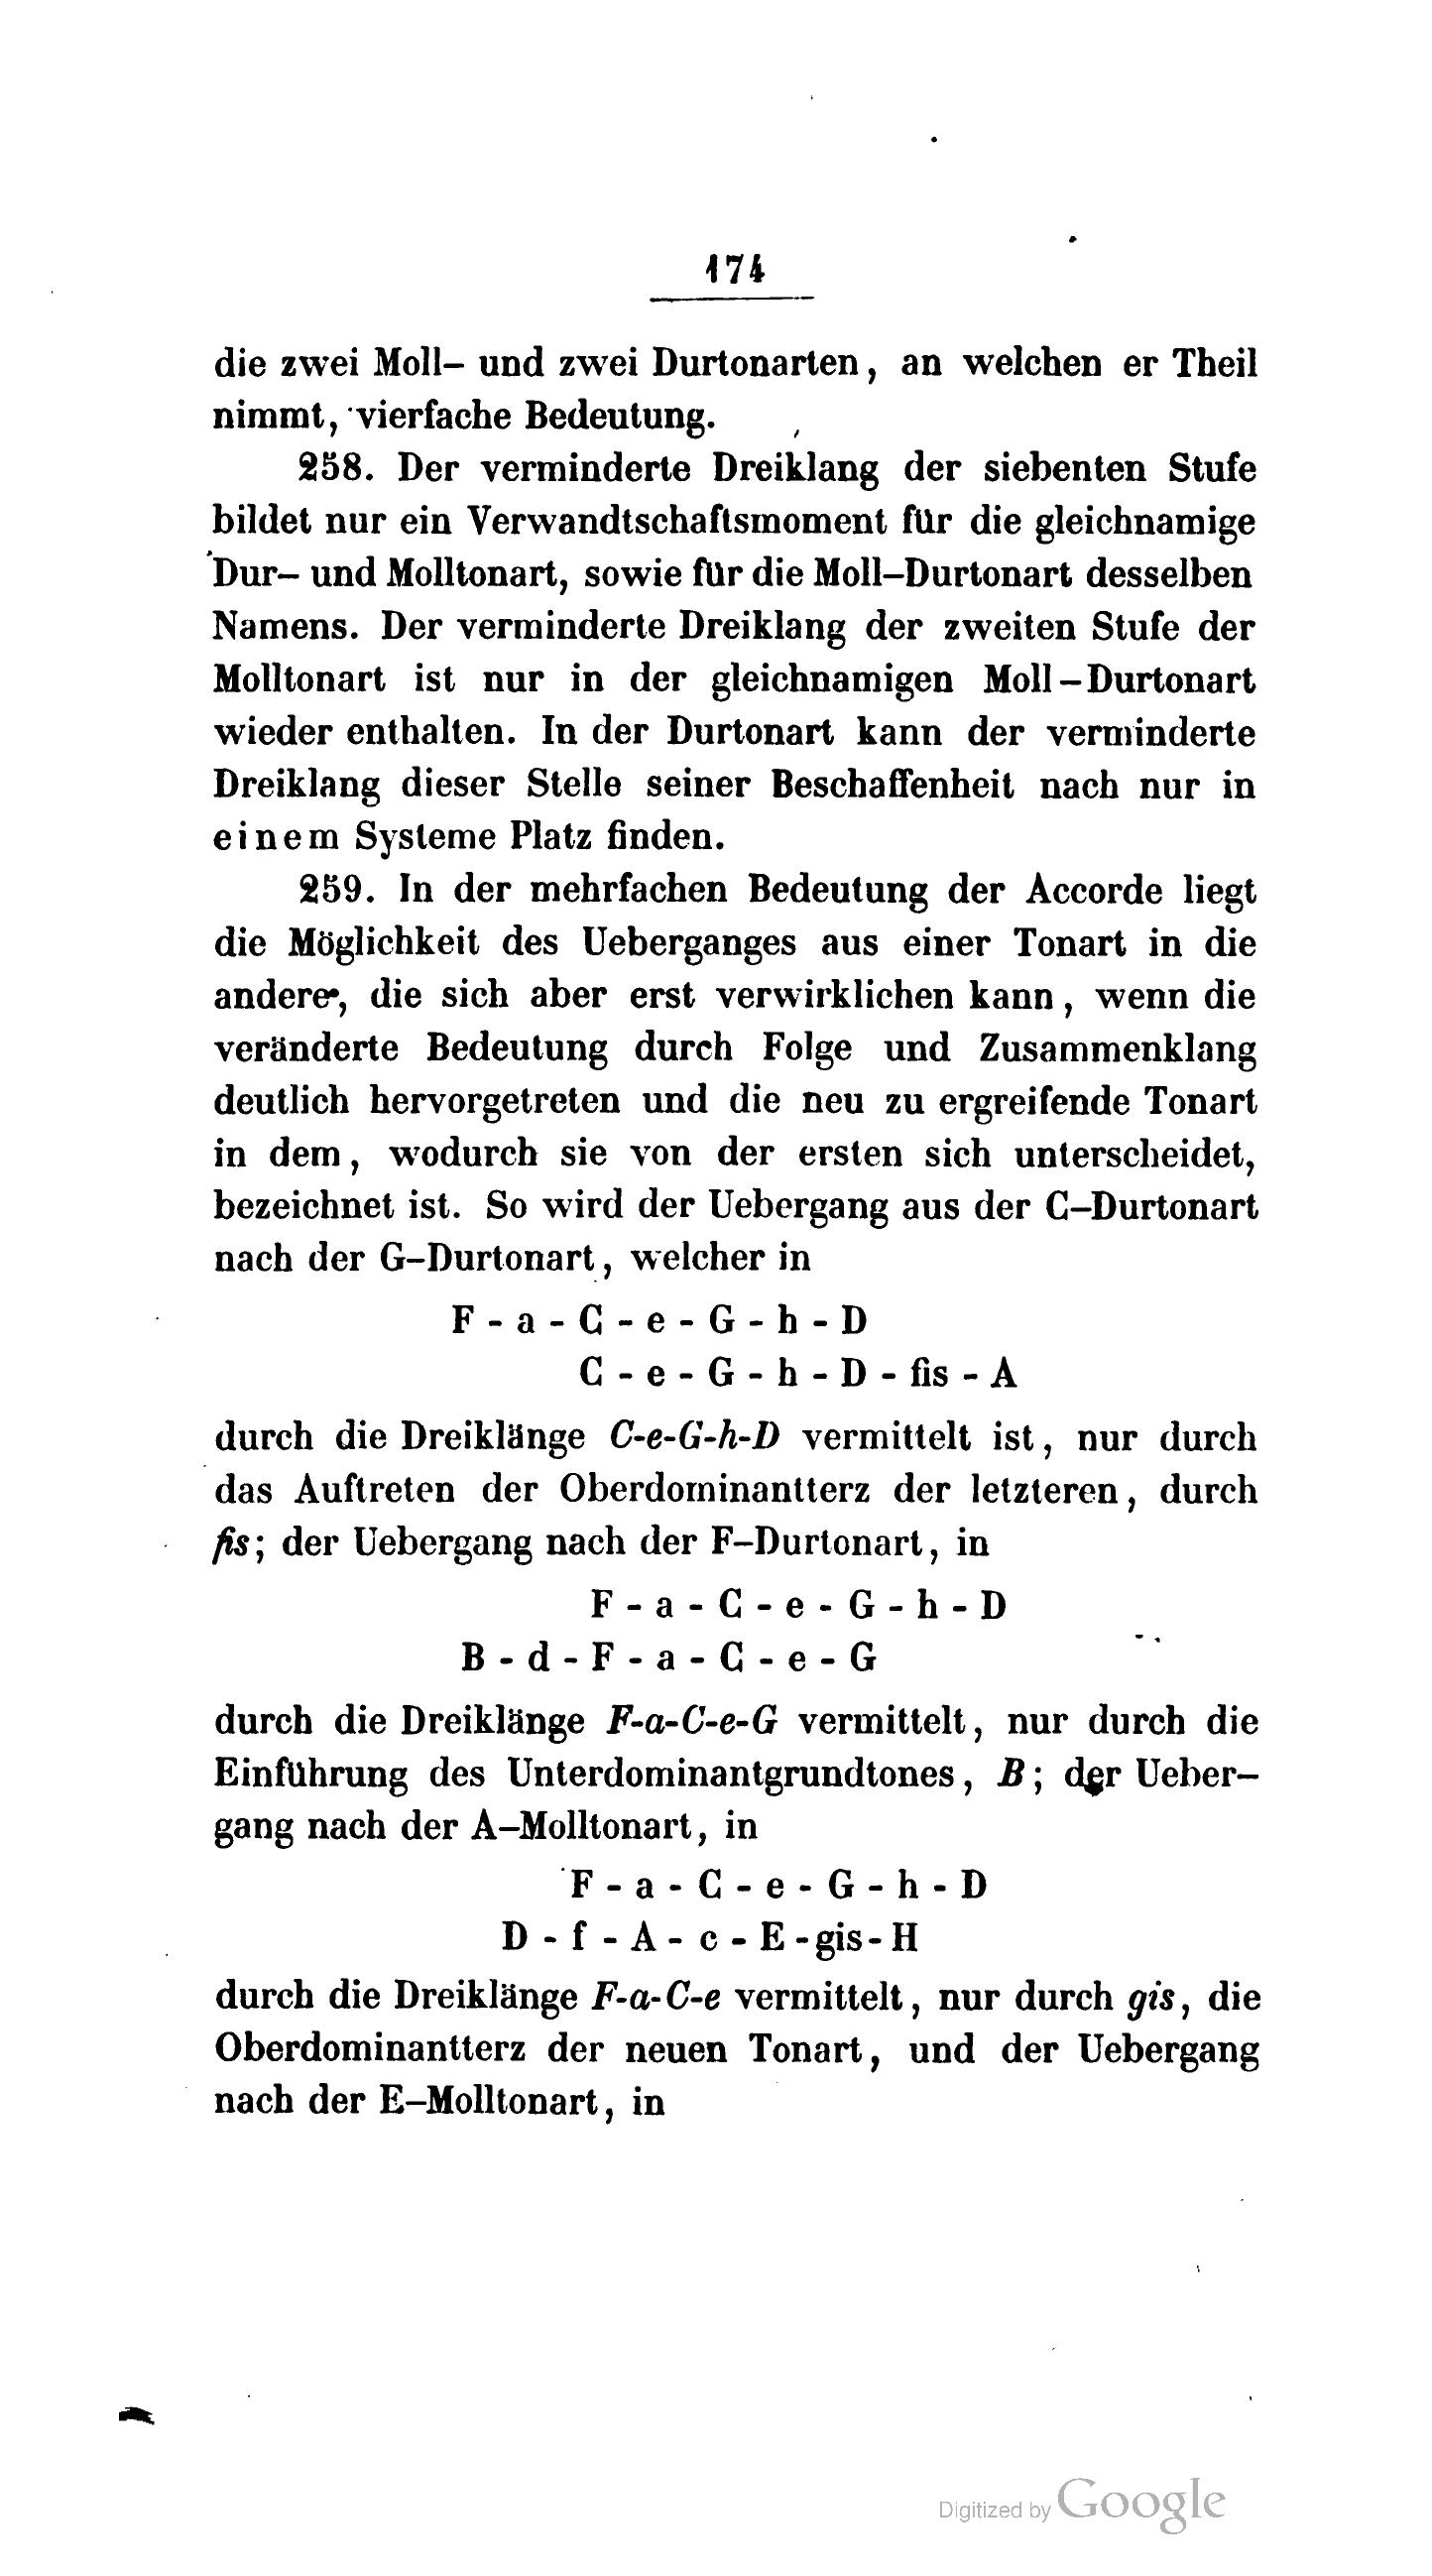 174
die zwei Moll- und zwei Durtonarten, an welchen er Theil
nimmt, vierfache Bedeutung.
258. Der verminderte Dreiklang der siebenten Stufe
bildet nur ein Verwandtschaftsmoment für die gleichnamige
Dur- und Molltonart, sowie für die Moll-Durtonart desselben
Namens. Der verminderte Dreiklang der zweiten Stufe der
Molltonart ist nur in der gleichnamigen Moll-Durtonart
wieder enthalten. In der Durtonart kann der verminderte
Dreiklang dieser Stelle seiner Beschaffenheit nach nur in
einem Systeme Platz finden.
259. In der mehrfachen Bedeutung der Accorde liegt
die Möglichkeit des Ueberganges aus einer Tonart in die
andere, die sich aber erst verwirklichen kann, wenn die
veränderte Bedeutung durch Folge und Zusammenklang
deutlich hervorgetreten und die neu zu ergreifende Tonart
in dem, wodurch sie von der ersten sich unterscheidet,
bezeichnet ist. So wird der Uebergang aus der C-Durtonart
nach der G-Durtonart, welcher in
F - a - C - e - G - h - D
C - e - G - h - D - fis - A
durch die Dreiklänge C-e-G-h-D vermittelt ist, nur durch
das Auftreten der Oberdominantterz der letzteren, durch
fis; der Uebergang nach der F-Durtonart, in
F - a - C - e - G - h - D
B - d - F - a - C - e - G
durch die Dreiklänge F-a-C-e-G vermittelt, nur durch die
Einführung des Unterdominantgrundtones, B; der Ueber-
gang nach der A-Molltonart, in
F - a - C - e - G - h - D
D - f - A - c - E - gis - H
durch die Dreiklänge F-a-C-e vermittelt, nur durch gis, die
Oberdominantterz der neuen Tonart, und der Uebergang
nach der E-Molltonart, in
Digitized by Google